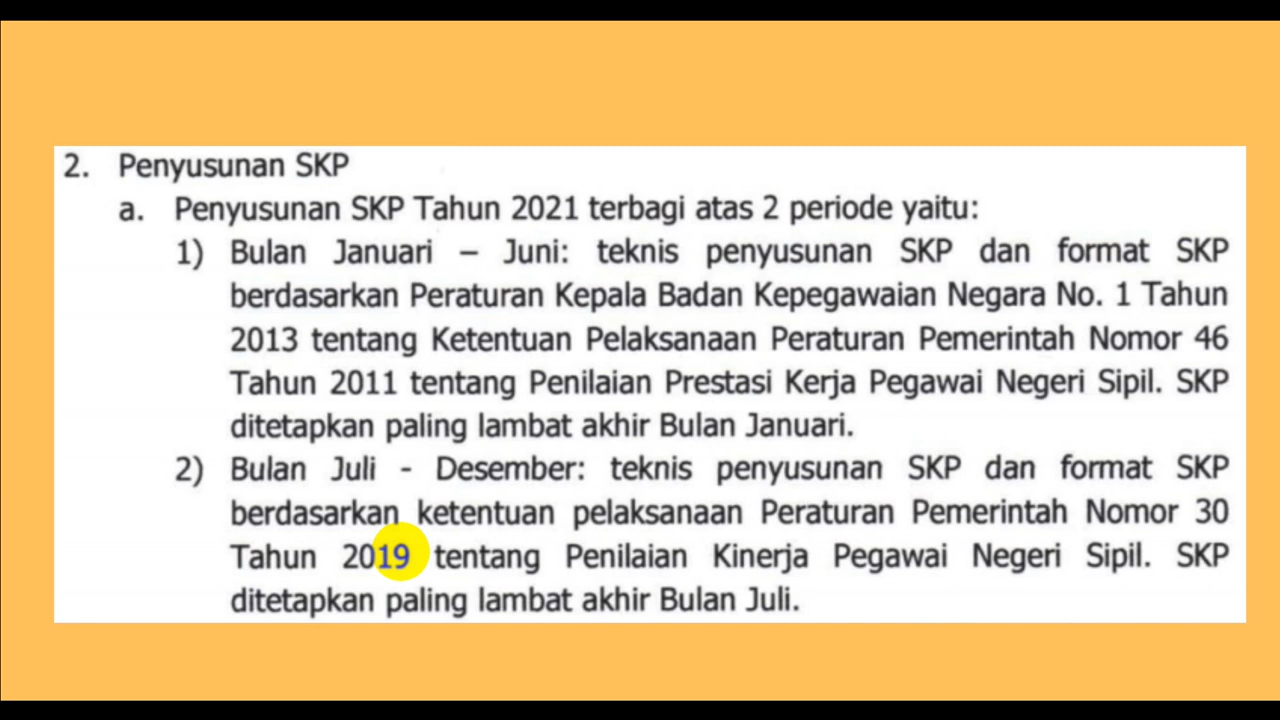 2. Penyusunan SKP
a. Penyusunan SKP Tahun 2021 terbagi atas 2 periode yaitu:
1) Bulan Januari – Juni: teknis penyusunan SKP dan format SKP
berdasarkan Peraturan Kepala Badan Kepegawaian Negara No. 1 Tahun
2013 tentang Ketentuan Pelaksanaan Peraturan Pemerintah Nomor 46
Tahun 2011 tentang Penilaian Prestasi Kerja Pegawai Negeri Sipil. SKP
ditetapkan paling lambat akhir Bulan Januari.
2) Bulan Juli - Desember: teknis penyusunan SKP dan format SKP
berdasarkan ketentuan pelaksanaan Peraturan Pemerintah Nomor 30
Tahun 2019 tentang Penilaian Kinerja Pegawai Negeri Sipil. SKP
ditetapkan paling lambat akhir Bulan Juli.